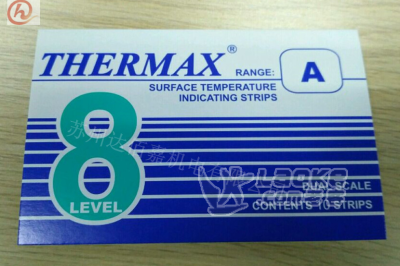 THERMAX®
RANGE:
A
SURFACE TEMPERATURE
INDICATING STRIPS
8
LEVEL
DUAL SCALE
CONTENTS 10 STRIPS